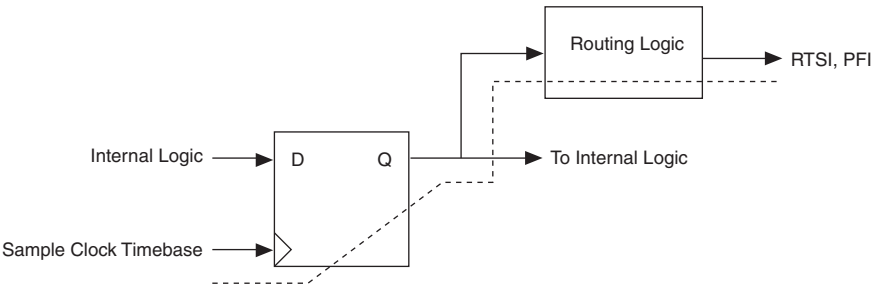 Routing Logic
RTSI, PFI
Internal Logic
D
Q
To Internal Logic
Sample Clock Timebase